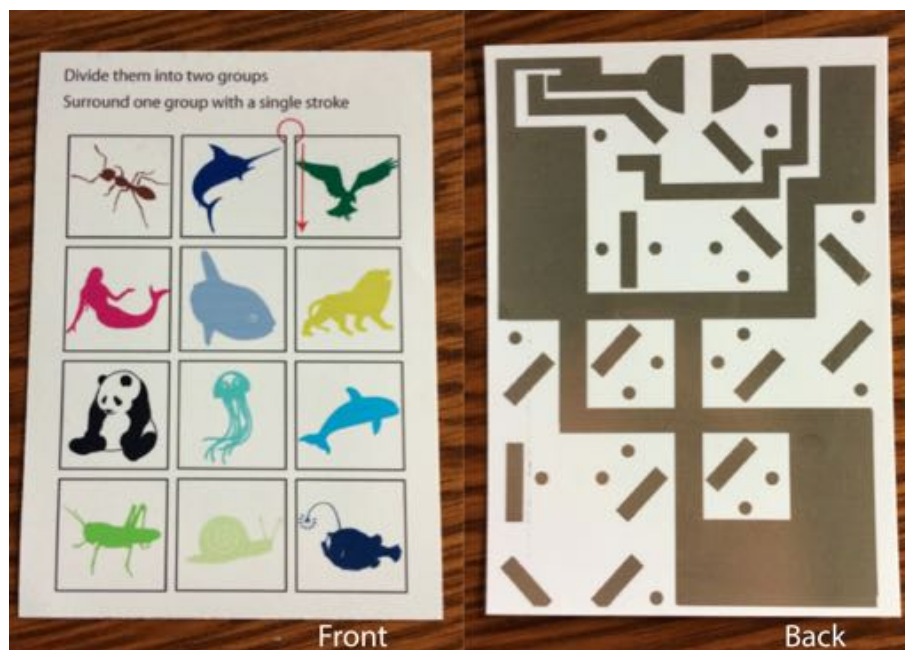 Divide them into two groups
Surround one group with a single stroke
Front
Back